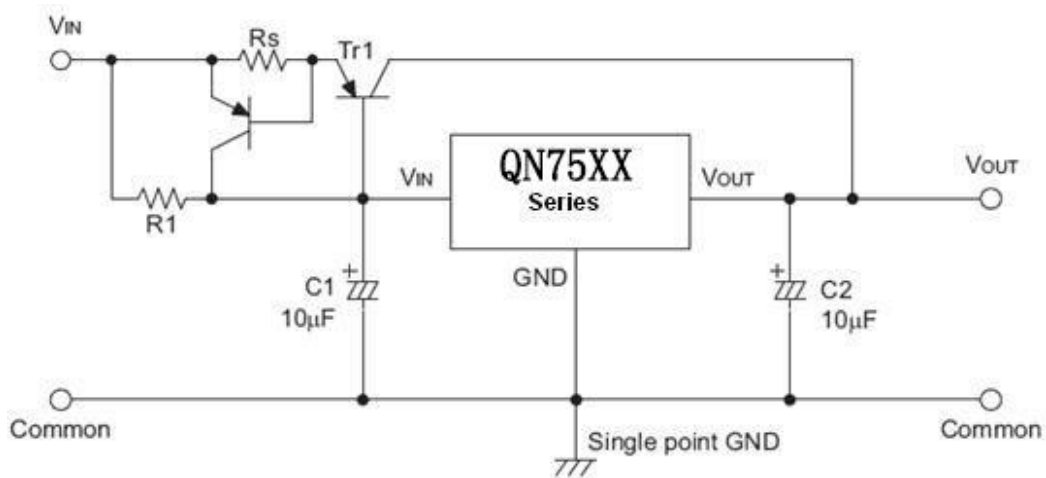 VIN
Rs
Tr1
R1
VIN
QN75XX
Series
VOUT
VOUT
GND
+
C1
10μF
+
C2
10μF
Common
Single point GND
Common